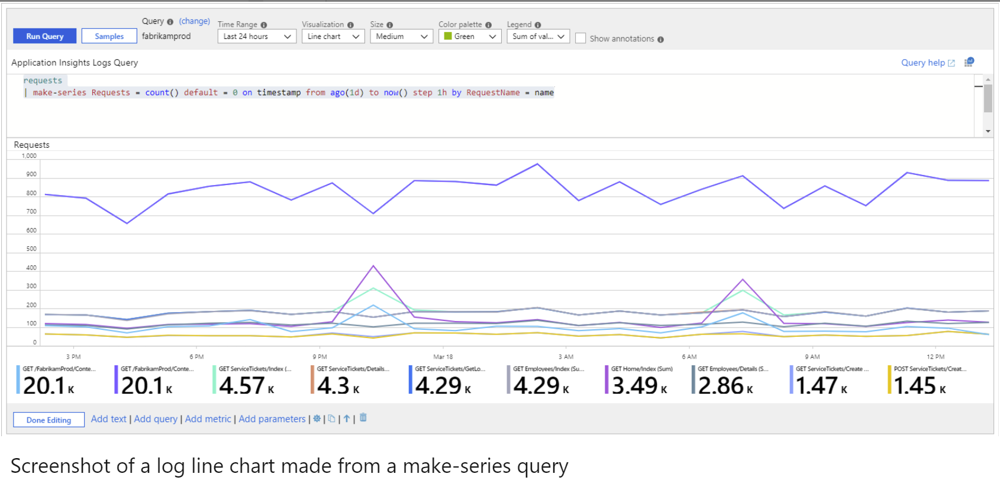 Query (change) Time Range Visualization Size Color palette Legend
Run Query Samples fabrikamprod Last 24 hours Line chart Medium Green Sum of val... Show annotations
Application Insights Logs Query Query help
requests
| make-series Requests = count() default = 0 on timestamp from ago(1d) to now() step 1h by RequestName = name
Requests
1,000
900
800
700
600
500
400
300
200
100
0
3 PM 6 PM 9 PM Mar 18 3 AM 6 AM 9 AM 12 PM
GET /FabrikamProd/Conte... GET /FabrikamProd/Conte... GET ServiceTickets/Index (... GET ServiceTickets/Details... GET ServiceTickets/GetLo... GET Employees/Index (Su... GET Home/Index (Sum) GET Employees/Details (S... GET ServiceTickets/Create ... POST ServiceTickets/Creat...
20.1 K 20.1 K 4.57 K 4.3 K 4.29 K 4.29 K 3.49 K 2.86 K 1.47 K 1.45 K
Done Editing Add text | Add query | Add metric | Add parameters | | | |
Screenshot of a log line chart made from a make-series query